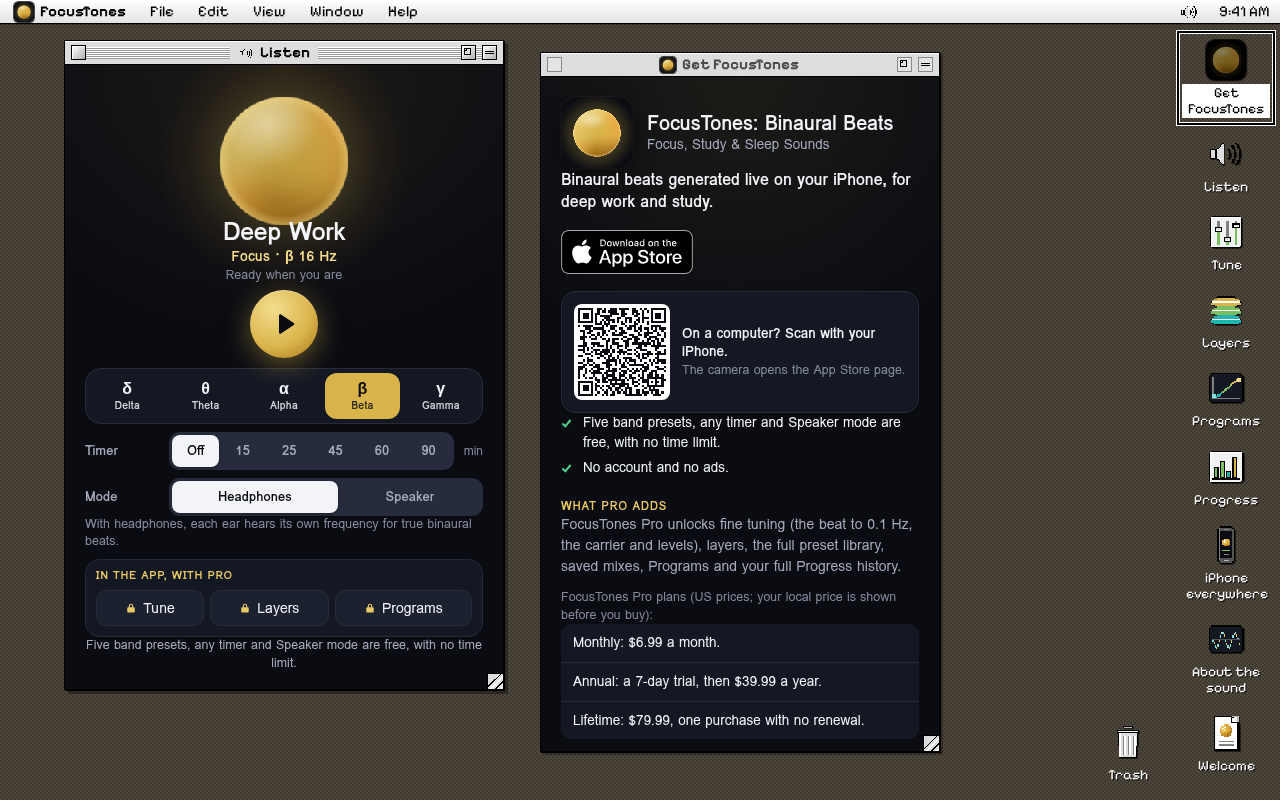 FocusTones File Edit View Window Help 9:41 AM
Listen
Deep Work
Focus · β 16 Hz
Ready when you are
δ θ α β γ
Delta Theta Alpha Beta Gamma
Timer Off 15 25 45 60 90 min
Mode Headphones Speaker
With headphones, each ear hears its own frequency for true binaural
beats.
IN THE APP, WITH PRO
Tune Layers Programs
Five band presets, any timer and Speaker mode are free, with no time
limit.
Get FocusTones
FocusTones: Binaural Beats
Focus, Study & Sleep Sounds
Binaural beats generated live on your iPhone, for
deep work and study.
Download on the
App Store
On a computer? Scan with your
iPhone.
The camera opens the App Store page.
Five band presets, any timer and Speaker mode are
free, with no time limit.
No account and no ads.
WHAT PRO ADDS
FocusTones Pro unlocks fine tuning (the beat to 0.1 Hz,
the carrier and levels), layers, the full preset library,
saved mixes, Programs and your full Progress history.
FocusTones Pro plans (US prices; your local price is shown
before you buy):
Monthly: $6.99 a month.
Annual: a 7-day trial, then $39.99 a year.
Lifetime: $79.99, one purchase with no renewal.
Get
FocusTones
Listen
Tune
Layers
Programs
Progress
iPhone
everywhere
About the
sound
Welcome
Trash